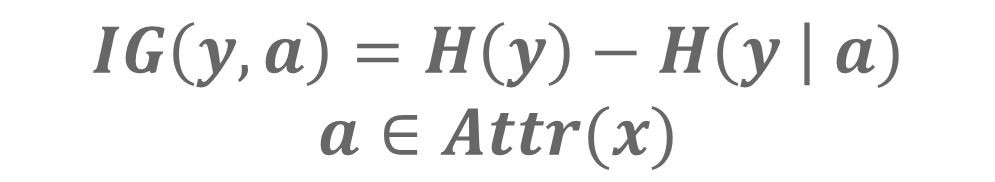 IG(y, a) = H(y) − H(y | a)
a ∈ Attr(x)